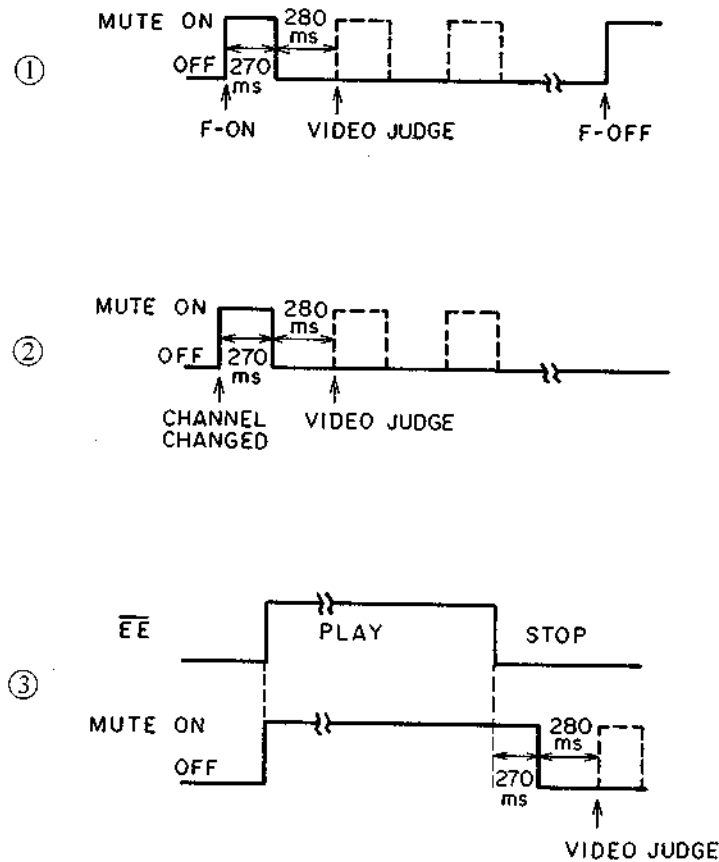 ①
MUTE ON
OFF
270
ms
280
ms
F-ON
VIDEO JUDGE
F-OFF
②
MUTE ON
OFF
270
ms
280
ms
CHANNEL
CHANGED
VIDEO JUDGE
③
EE
PLAY
STOP
MUTE ON
OFF
270
ms
280
ms
VIDEO JUDGE